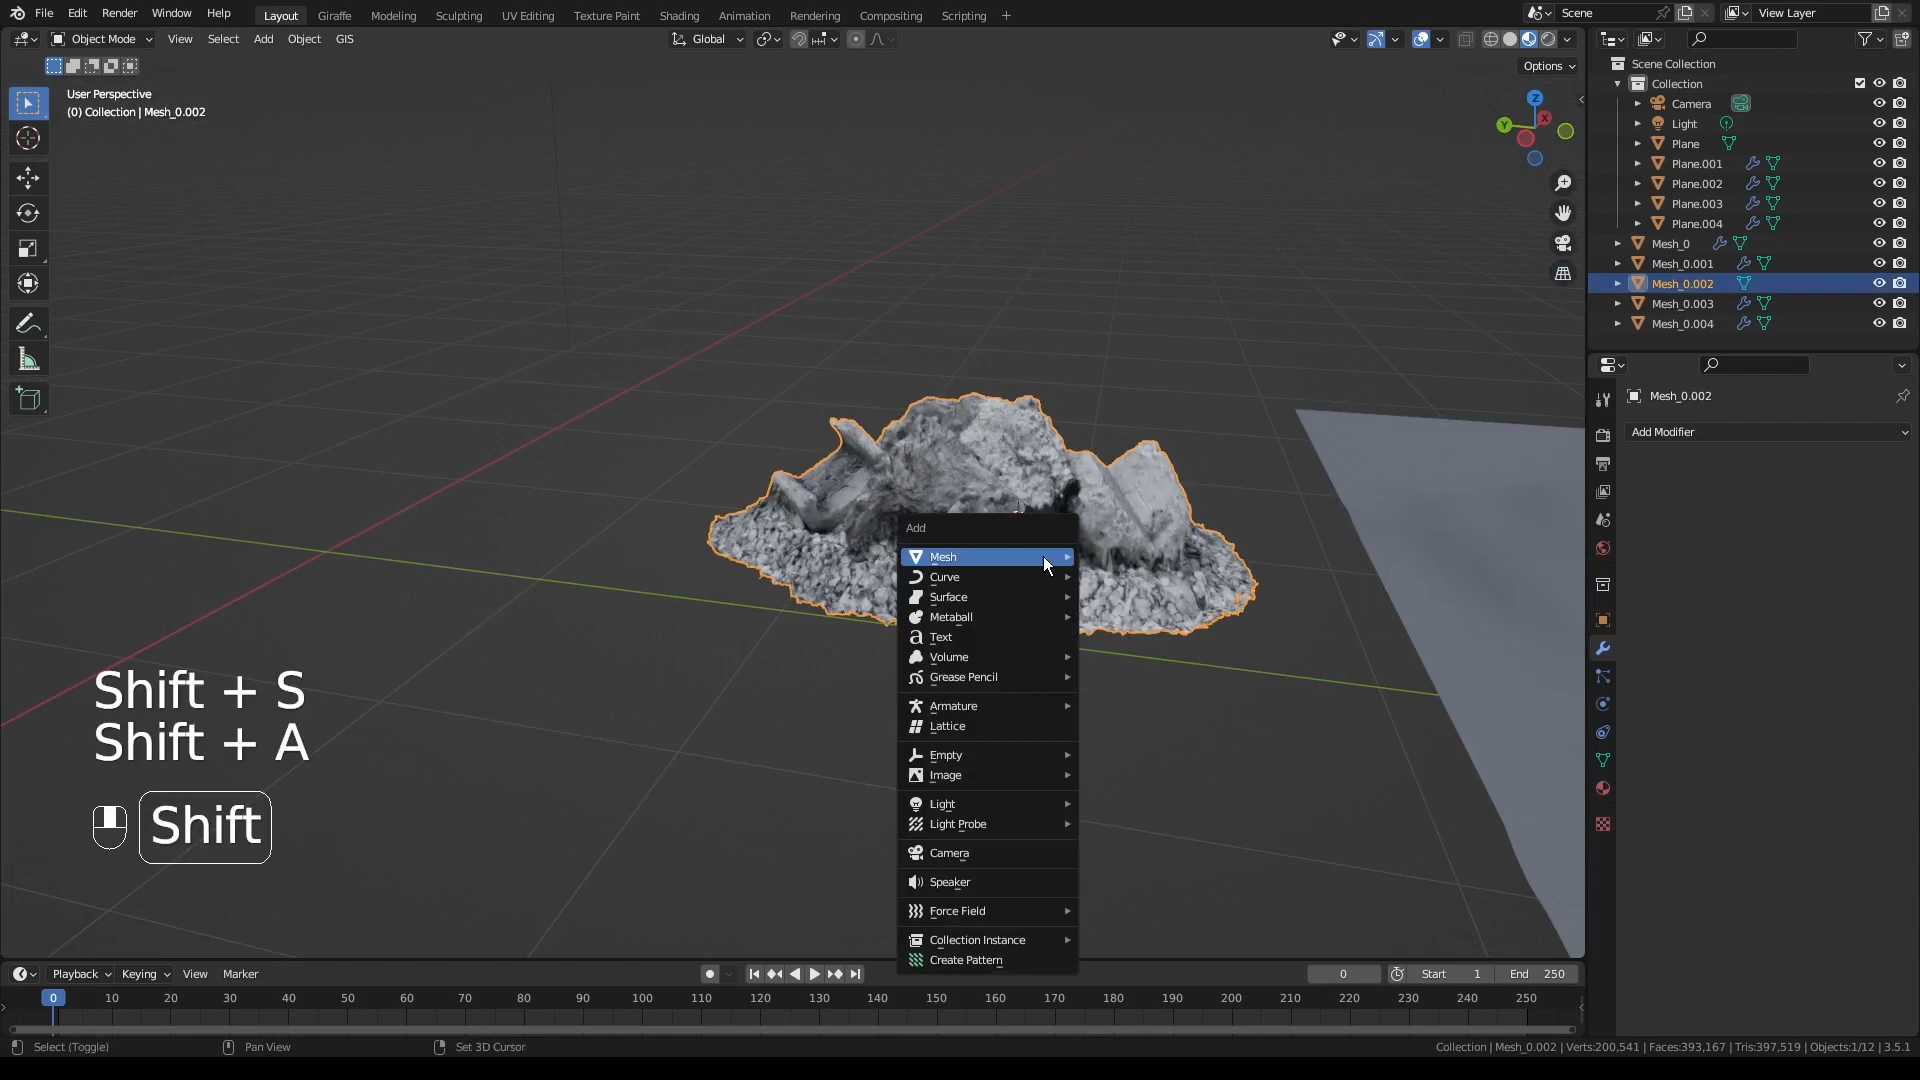 File Edit Render Window Help Layout Giraffe Modeling Sculpting UV Editing Texture Paint Shading Animation Rendering Compositing Scripting + Scene View Layer
Object Mode View Select Add Object GIS Global
Options
User Perspective
(0) Collection | Mesh_0.002
Z
X
Y
Scene Collection
Collection
Camera
Light
Plane
Plane.001
Plane.002
Plane.003
Plane.004
Mesh_0
Mesh_0.001
Mesh_0.002
Mesh_0.003
Mesh_0.004
Mesh_0.002
Add Modifier
Add
Mesh
Curve
Surface
Metaball
Text
Volume
Grease Pencil
Armature
Lattice
Empty
Image
Light
Light Probe
Camera
Speaker
Force Field
Collection Instance
Create Pattern
Shift + S
Shift + A
Shift
Playback Keying View Marker 0 Start 1 End 250
0 10 20 30 40 50 60 70 80 90 100 110 120 130 140 150 160 170 180 190 200 210 220 230 240 250
Select (Toggle) Pan View Set 3D Cursor Collection | Mesh_0.002 | Verts:200,541 | Faces:393,167 | Tris:397,519 | Objects:1/12 | 3.5.1